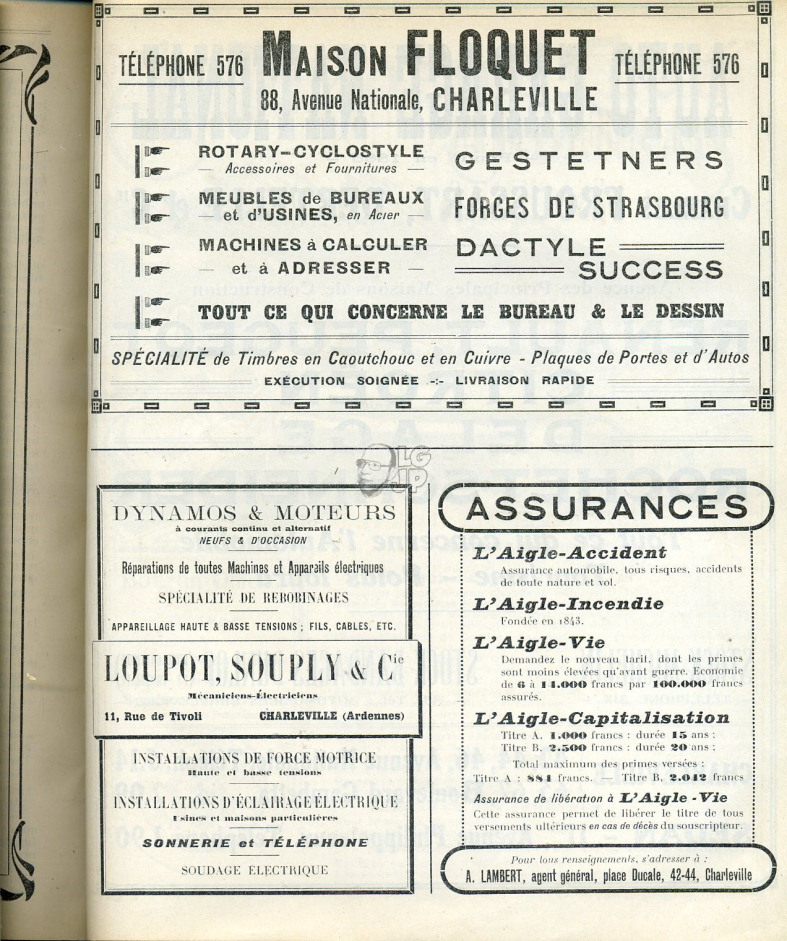 TÉLÉPHONE 576 MAISON FLOQUET TÉLÉPHONE 576
88, Avenue Nationale, CHARLEVILLE
ROTARY-CYCLOSTYLE
— Accessoires et Fournitures —
GESTETNERS
MEUBLES de BUREAUX
et d'USINES, en Acier —
FORGES DE STRASBOURG
MACHINES à CALCULER
— et à ADRESSER —
DACTYLE
SUCCESS
TOUT CE QUI CONCERNE LE BUREAU & LE DESSIN
SPÉCIALITÉ de Timbres en Caoutchouc et en Cuivre - Plaques de Portes et d'Autos
EXÉCUTION SOIGNÉE -:- LIVRAISON RAPIDE
LG
JP
DYNAMOS & MOTEURS
à courants continu et alternatif
NEUFS & D'OCCASION —
Réparations de toutes Machines et Appareils électriques
SPÉCIALITÉ DE REBOBINAGES
APPAREILLAGE HAUTE & BASSE TENSIONS ; FILS, CABLES, ETC.
LOUPOT, SOUPLY & Cie
Mécaniciens-Électriciens
11, Rue de Tivoli CHARLEVILLE (Ardennes)
INSTALLATIONS DE FORCE MOTRICE
Haute et basse tensions
INSTALLATIONS D'ÉCLAIRAGE ÉLECTRIQUE
Usines et maisons particulières
SONNERIE et TÉLÉPHONE
SOUDAGE ÉLECTRIQUE
ASSURANCES
L'Aigle-Accident
Assurance automobile, tous risques, accidents
de toute nature et vol.
L'Aigle-Incendie
Fondée en 1843.
L'Aigle-Vie
Demandez le nouveau tarif, dont les primes
sont moins élevées qu'avant guerre. Economie
de 6 à 14.000 francs par 100.000 francs
assurés.
L'Aigle-Capitalisation
Titre A. 1.000 francs : durée 15 ans ;
Titre B. 2.500 francs : durée 20 ans ;
Total maximum des primes versées :
Titre A : 884 francs. — Titre B, 2.042 francs
Assurance de libération à L'Aigle-Vie
Cette assurance permet de libérer le titre de tous
versements ultérieurs en cas de décès du souscripteur.
Pour tous renseignements, s'adresser à :
A. LAMBERT, agent général, place Ducale, 42-44, Charleville